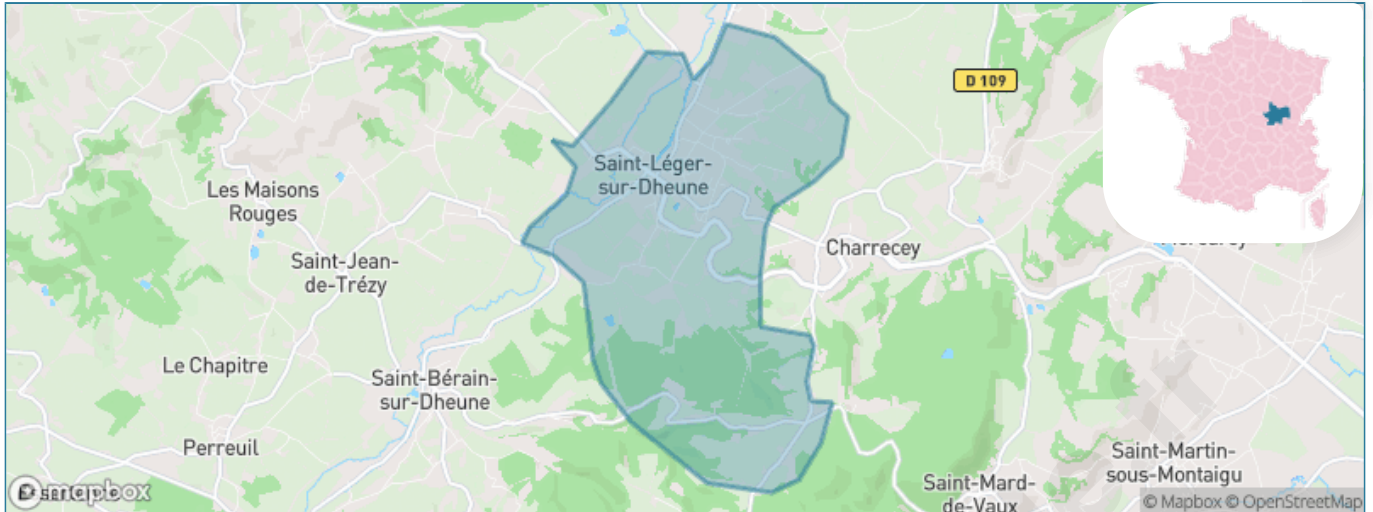 D 109
Saint-Léger-
sur-Dheune
Les Maisons
Rouges
Charrecey
Saint-Jean-
de-Trézy
Le Chapitre
Saint-Bérain-
sur-Dheune
Perreuil
Saint-Martin-
sous-Montaigu
Saint-Mard-
de-Vaux
mapbox
© Mapbox © OpenStreetMap